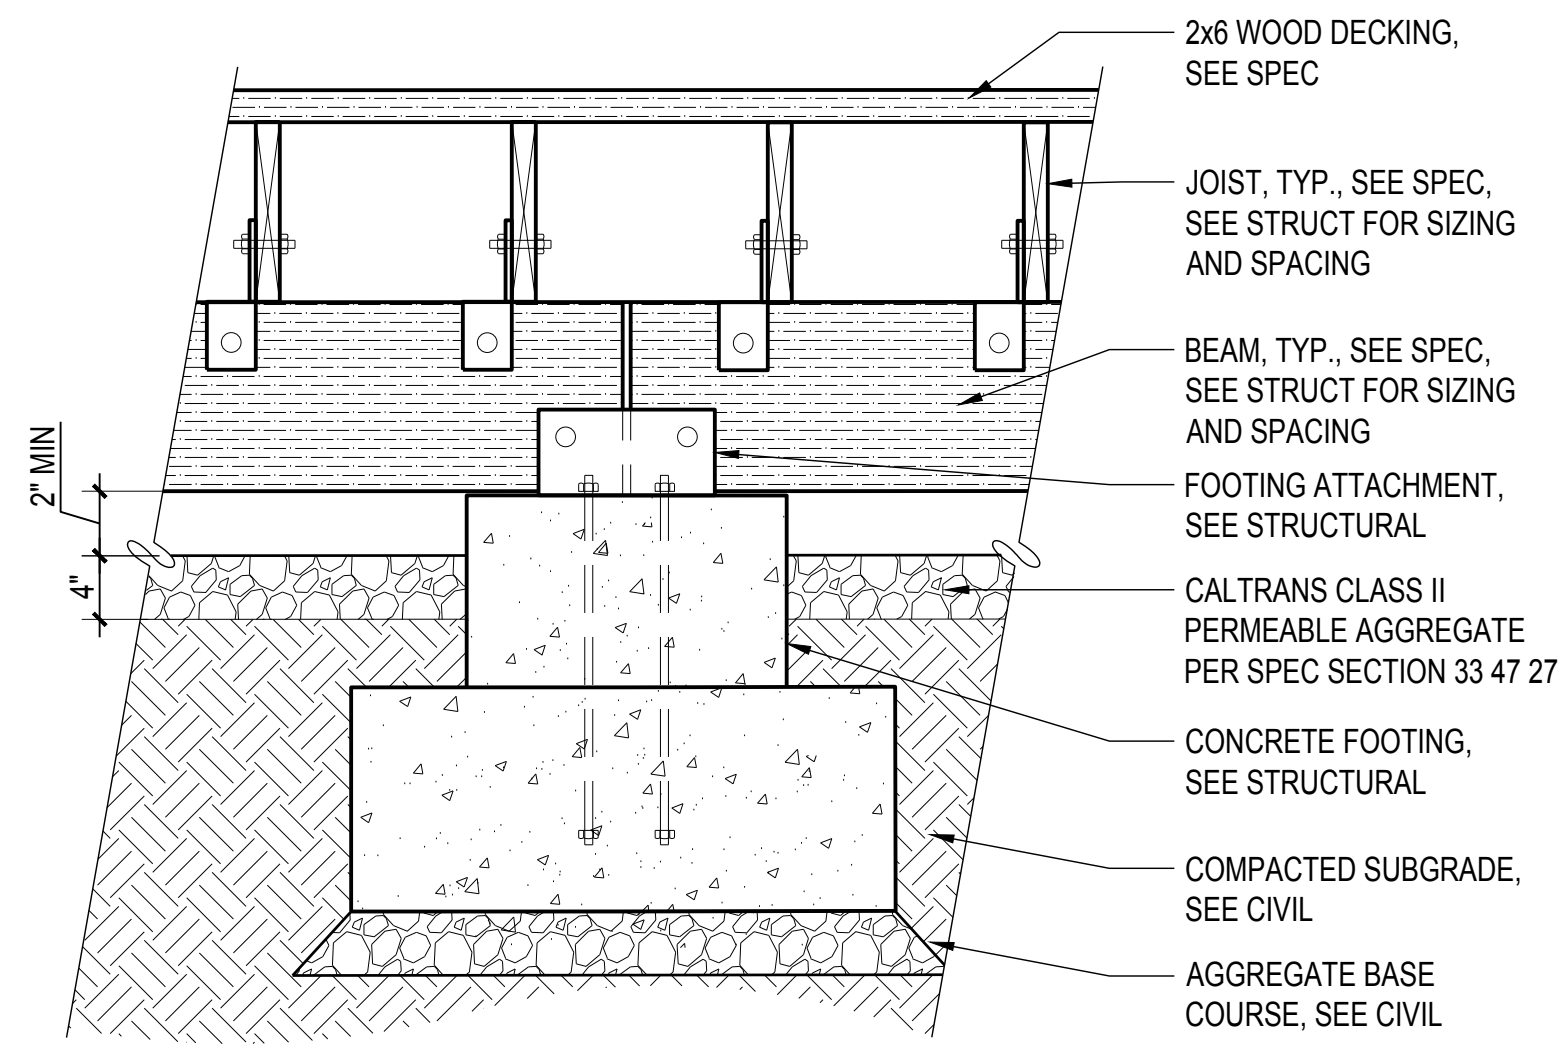 2x6 WOOD DECKING,
SEE SPEC
JOIST, TYP., SEE SPEC,
SEE STRUCT FOR SIZING
AND SPACING
BEAM, TYP., SEE SPEC,
SEE STRUCT FOR SIZING
AND SPACING
2" MIN
FOOTING ATTACHMENT,
SEE STRUCTURAL
4"
CALTRANS CLASS II
PERMEABLE AGGREGATE
PER SPEC SECTION 33 47 27
CONCRETE FOOTING,
SEE STRUCTURAL
COMPACTED SUBGRADE,
SEE CIVIL
AGGREGATE BASE
COURSE, SEE CIVIL